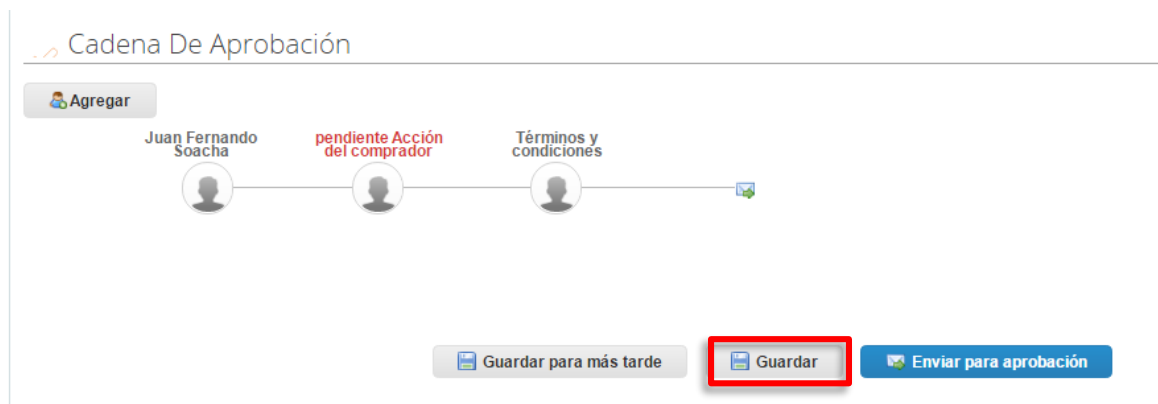 Cadena De Aprobación
Agregar
Juan Fernando
Soacha
pendiente Acción
del comprador
Términos y
condiciones
Guardar para más tarde
Guardar
Enviar para aprobación